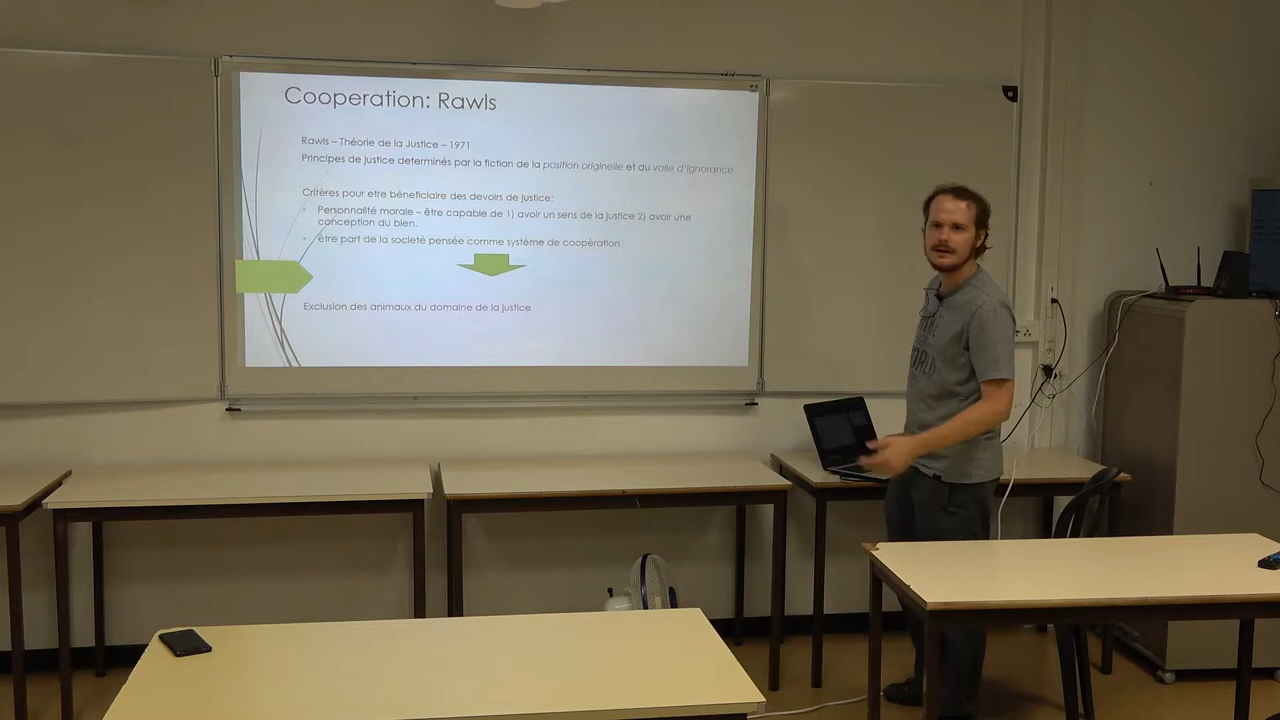 Cooperation: Rawls
Rawls – Théorie de la Justice – 1971
Principes de justice determinés par la fiction de la position originelle et du voile d'ignorance
Critères pour etre béneficiaire des devoirs de justice:
Personnalité morale – être capable de 1) avoir un sens de la justice 2) avoir une
conception du bien.
être part de la societé pensée comme système de coopèration
Exclusion des animaux du domaine de la justice